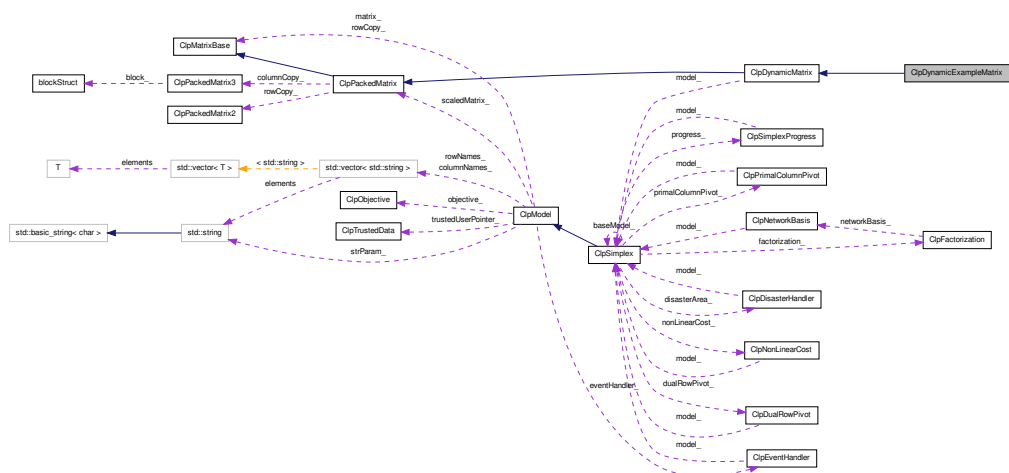 matrix_
rowCopy_
ClpMatrixBase
blockStruct
block_
ClpPackedMatrix3
columnCopy_
rowCopy_
ClpPackedMatrix
ClpPackedMatrix2
scaledMatrix_
model_
ClpDynamicMatrix
ClpDynamicExampleMatrix
model_
progress_
ClpSimplexProgress
T
elements
std::vector< T >
< std::string >
std::vector< std::string >
rowNames_
columnNames_
model_
ClpPrimalColumnPivot
primalColumnPivot_
elements
ClpObjective
objective_
ClpModel
trustedUserPointer_
ClpTrustedData
std::basic_string< char >
std::string
strParam_
baseModel_
ClpSimplex
model_
ClpNetworkBasis
networkBasis_
factorization_
ClpFactorization
model_
disasterArea_
ClpDisasterHandler
nonLinearCost_
ClpNonLinearCost
model_
eventHandler_
dualRowPivot_
ClpDualRowPivot
model_
model_
ClpEventHandler